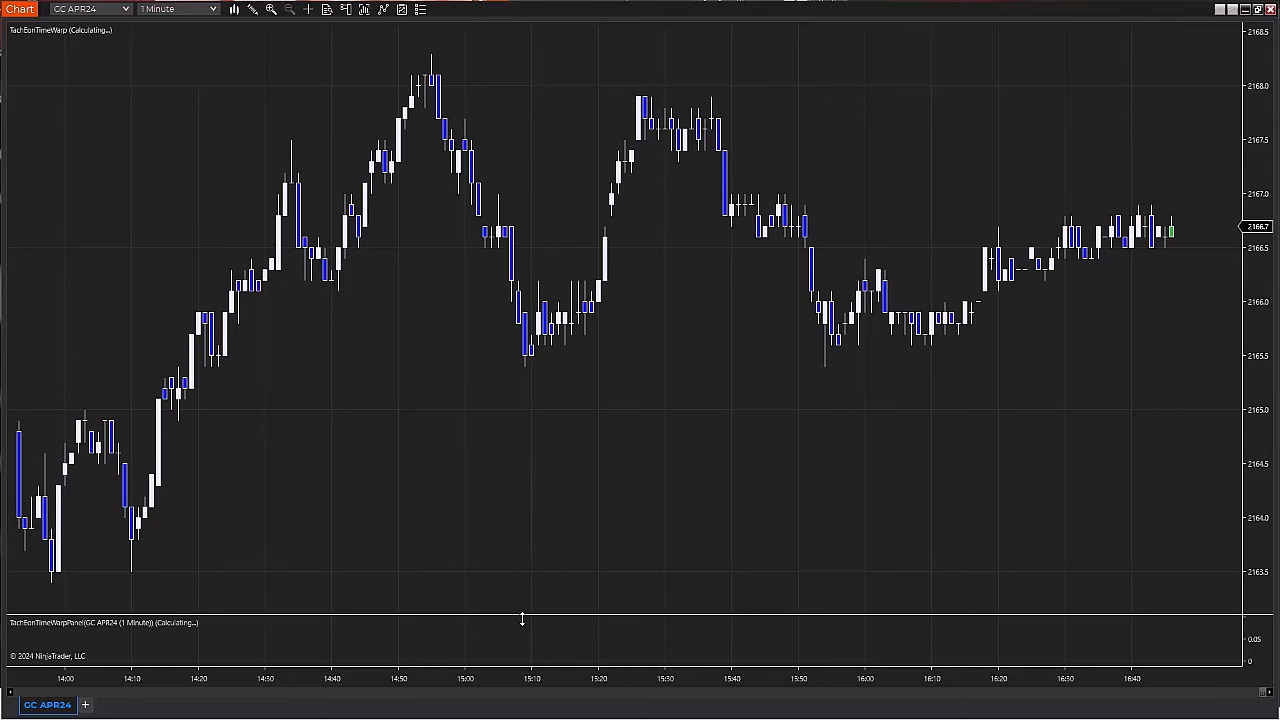 Chart GC APR24 1 Minute
TachEonTimeWarp (Calculating...)
2168.5
2168.0
2167.5
2167.0
2166.7
2166.5
2166.0
2165.5
2165.0
2164.5
2164.0
2163.5
TachEonTimeWarpPanel(GC APR24 (1 Minute)) (Calculating...)
0.05
© 2024 NinjaTrader, LLC
0
14:00 14:10 14:20 14:30 14:40 14:50 15:00 15:10 15:20 15:30 15:40 15:50 16:00 16:10 16:20 16:30 16:40
GC APR24 +